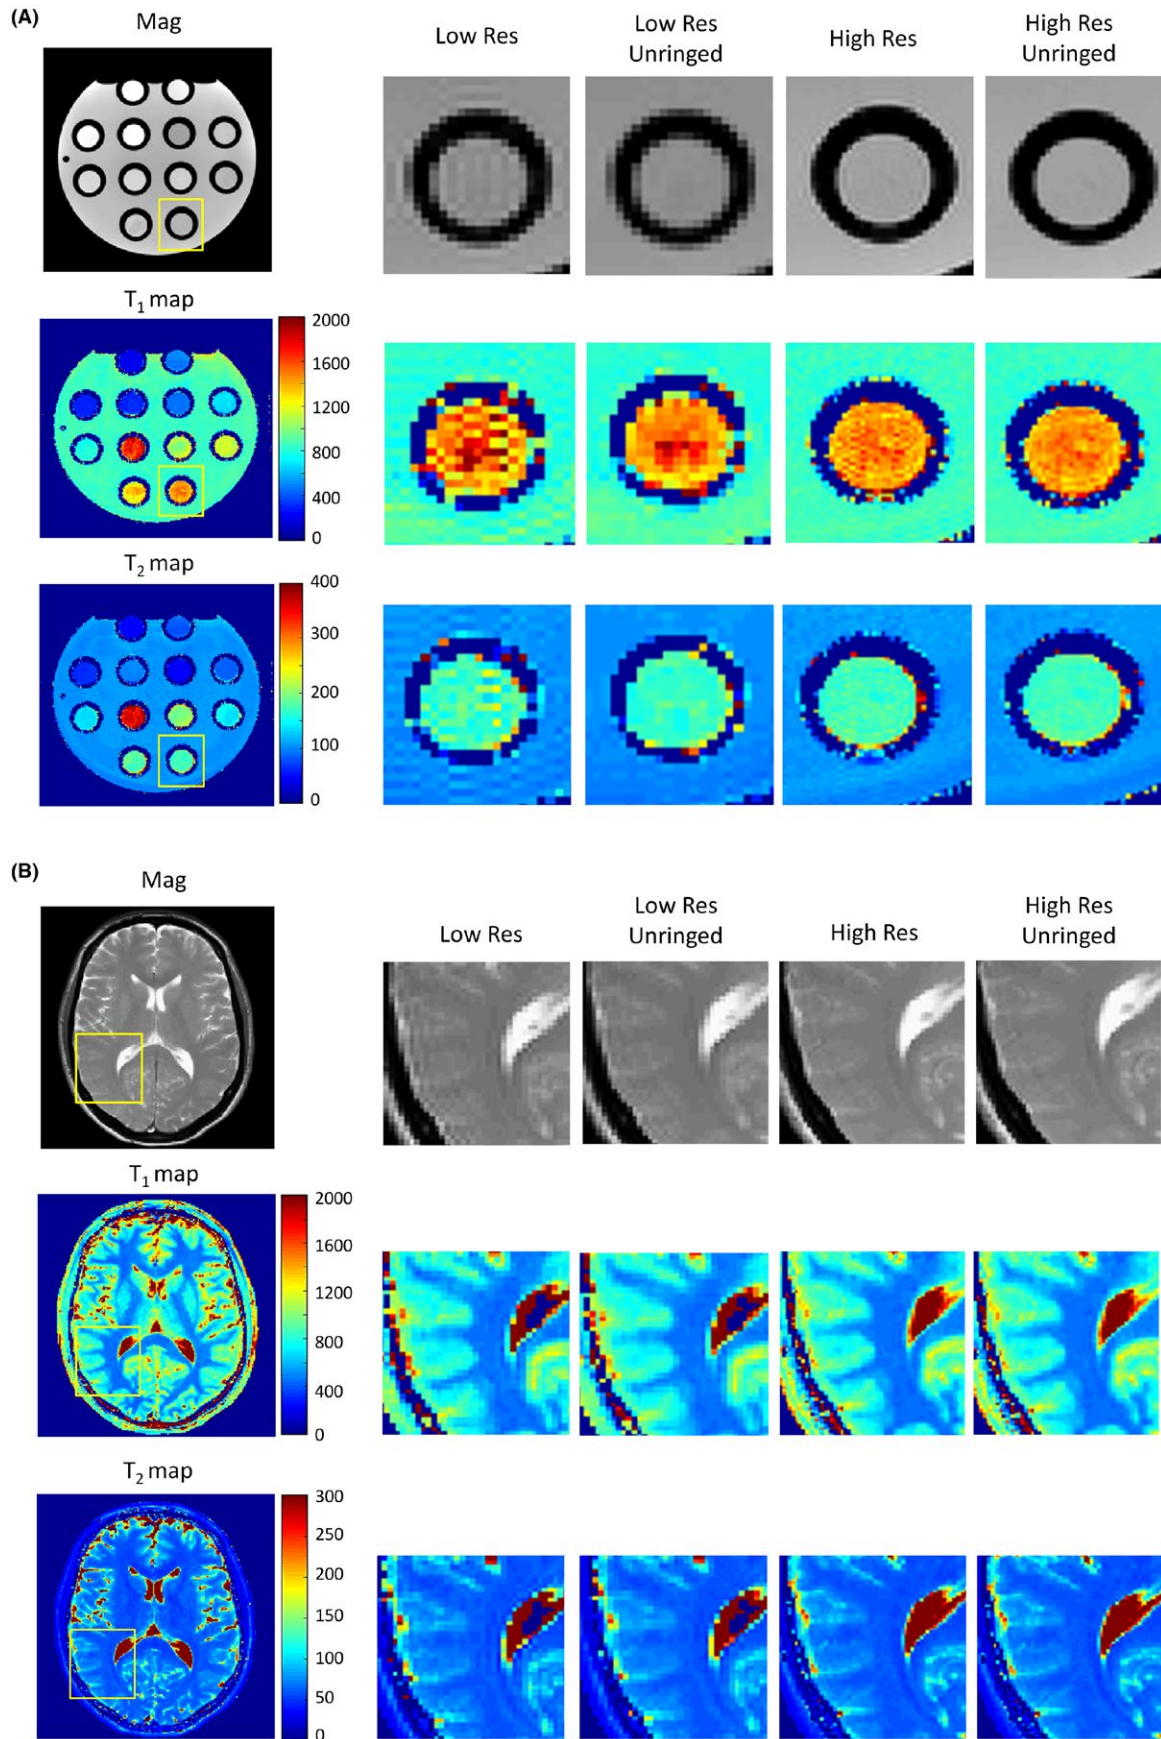 (A)
Mag
Low Res
Low Res
Unringed
High Res
High Res
Unringed
T1 map
2000
1600
1200
800
400
0
T2 map
400
300
200
100
0
(B)
Mag
Low Res
Low Res
Unringed
High Res
High Res
Unringed
T1 map
2000
1600
1200
800
400
0
T2 map
300
250
200
150
100
50
0